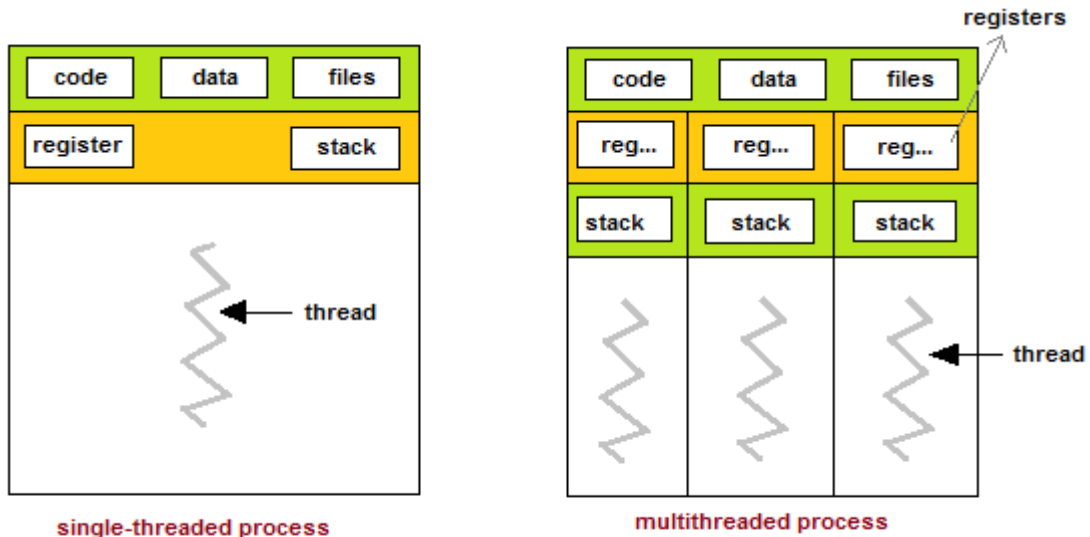 code data files
register stack
thread
single-threaded process
registers
code data files
reg... reg... reg...
stack stack stack
thread
multithreaded process